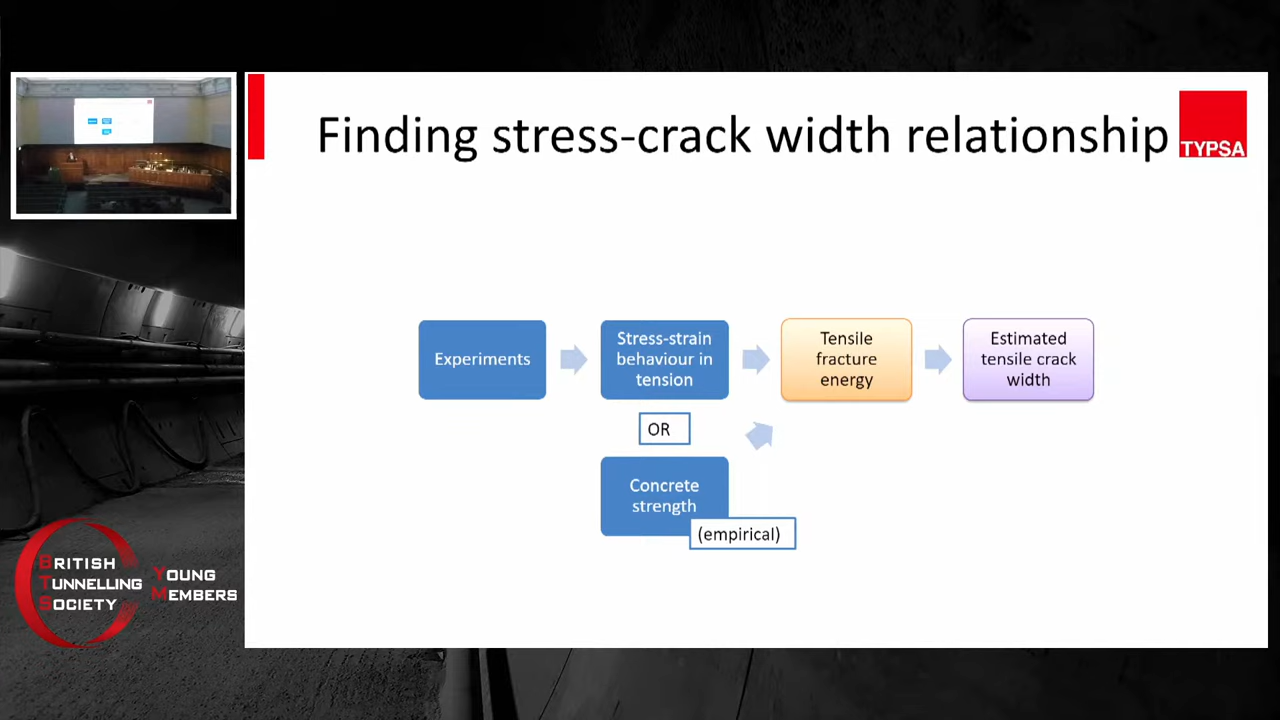 Finding stress-crack width relationship
TYPSA
Experiments
Stress-strain
behaviour in
tension
Tensile
fracture
energy
Estimated
tensile crack
width
OR
Concrete
strength
(empirical)
BRITISH
TUNNELLING
SOCIETY
YOUNG
MEMBERS